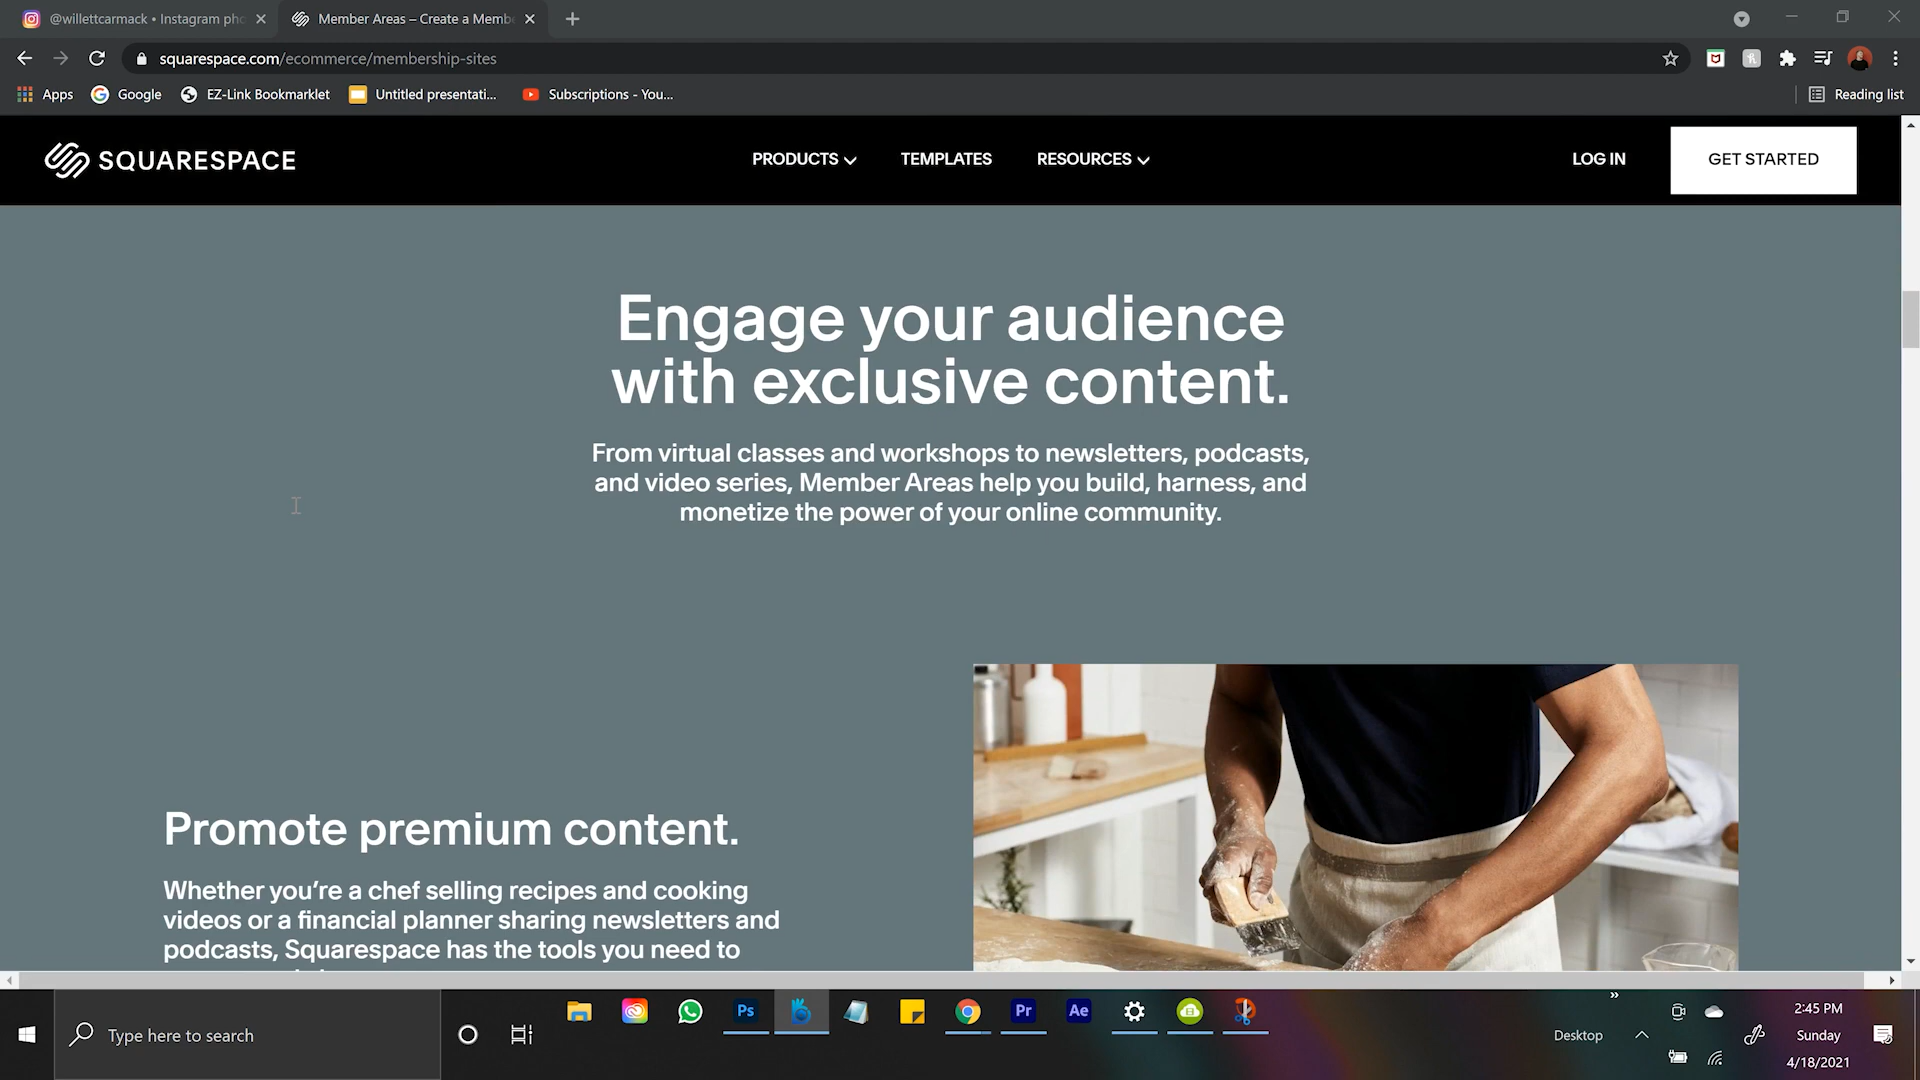 @willettcarmack • Instagram pho
Member Areas – Create a Memb
squarespace.com/ecommerce/membership-sites
Apps
Google
EZ-Link Bookmarklet
Untitled presentati...
Subscriptions - You...
Reading list
SQUARESPACE
PRODUCTS
TEMPLATES
RESOURCES
LOG IN
GET STARTED
Engage your audience
with exclusive content.
From virtual classes and workshops to newsletters, podcasts,
and video series, Member Areas help you build, harness, and
monetize the power of your online community.
Promote premium content.
Whether you’re a chef selling recipes and cooking
videos or a financial planner sharing newsletters and
podcasts, Squarespace has the tools you need to
Type here to search
Ps
Pr
Ae
Desktop
2:45 PM
Sunday
4/18/2021